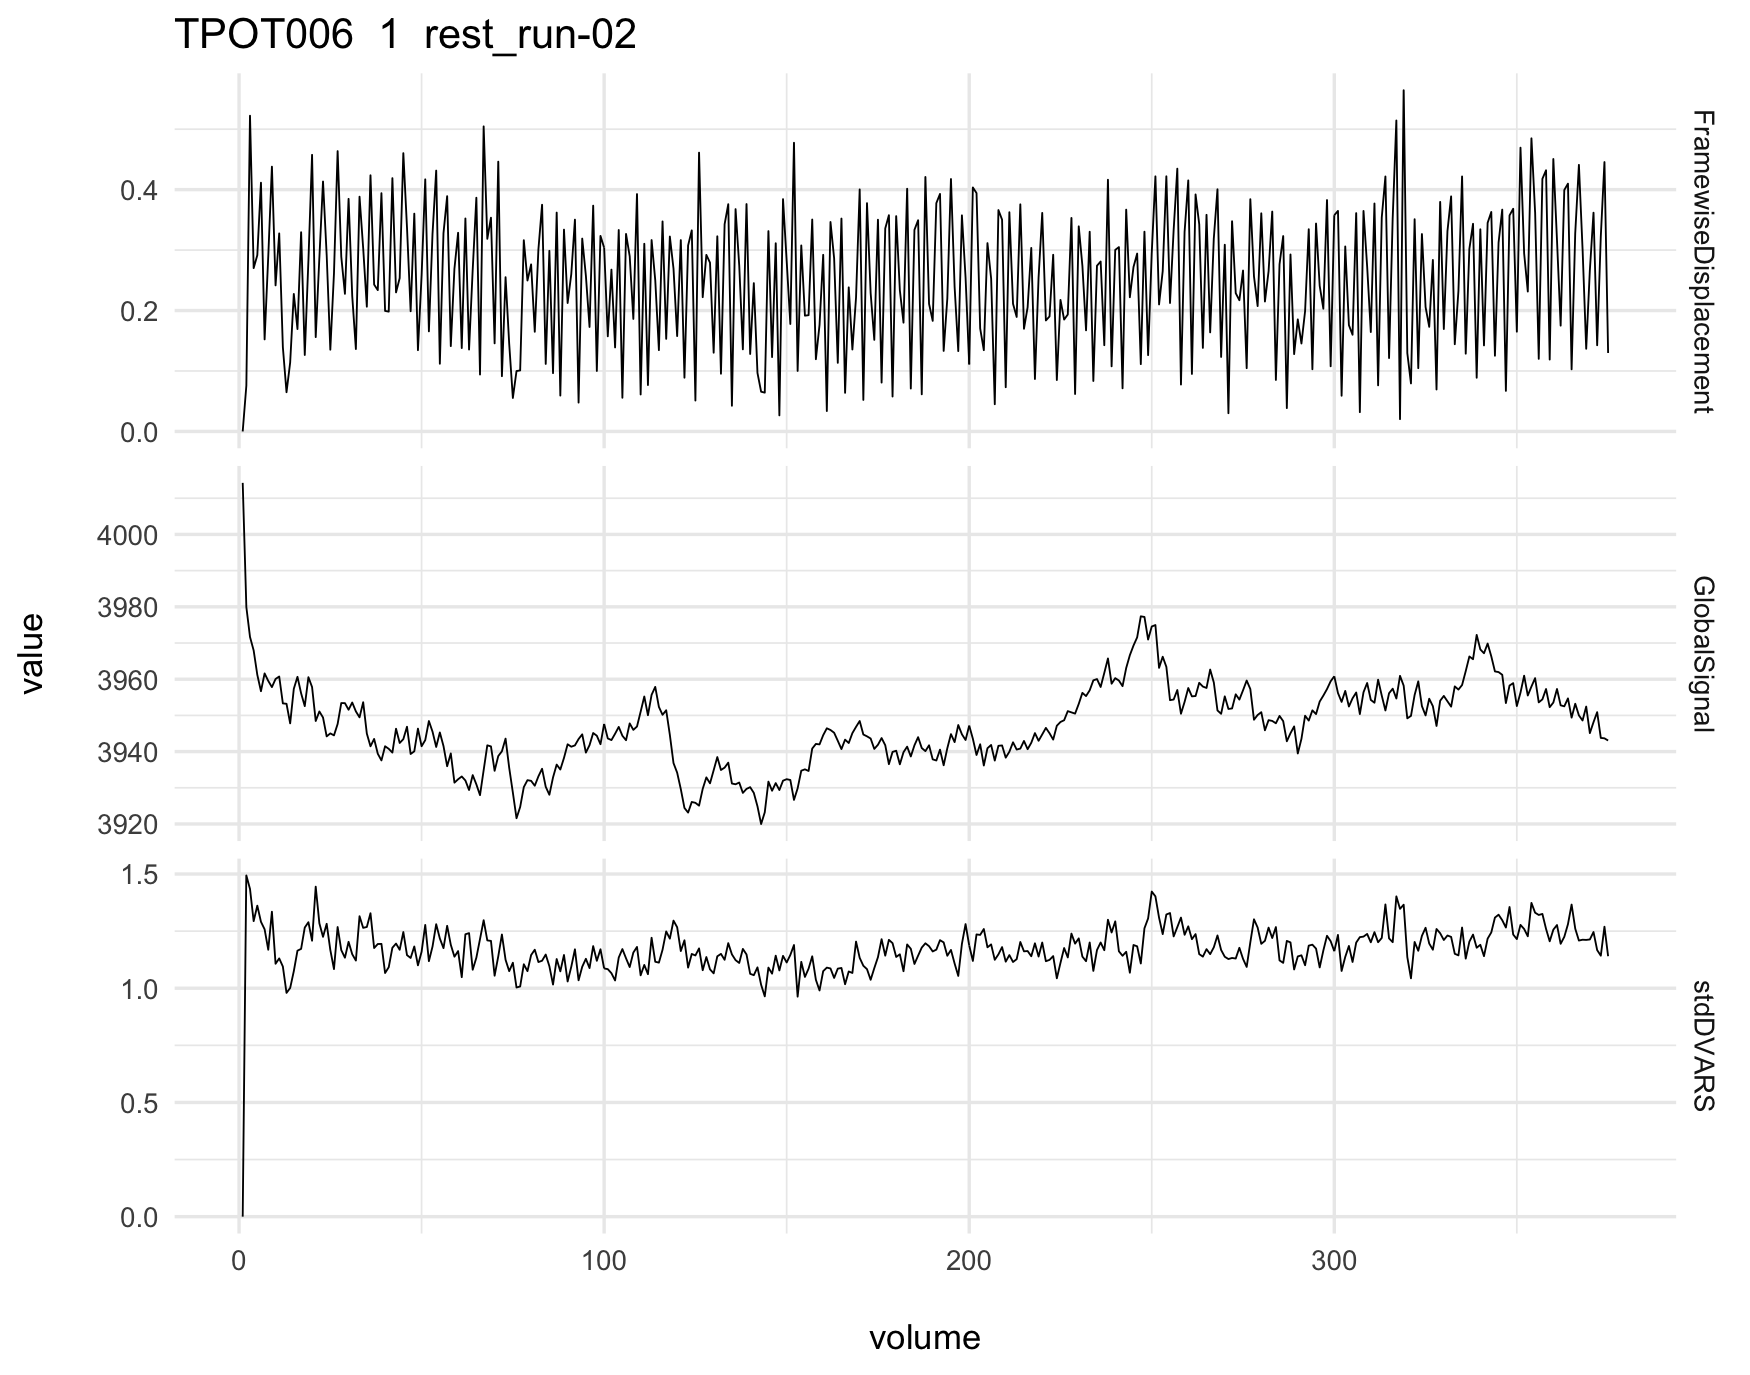 TPOT006  1  rest_run-02
value
0.4
0.2
0.0
FramewiseDisplacement
4000
3980
3960
3940
3920
GlobalSignal
1.5
1.0
0.5
0.0
stdDVARS
0 100 200 300
volume